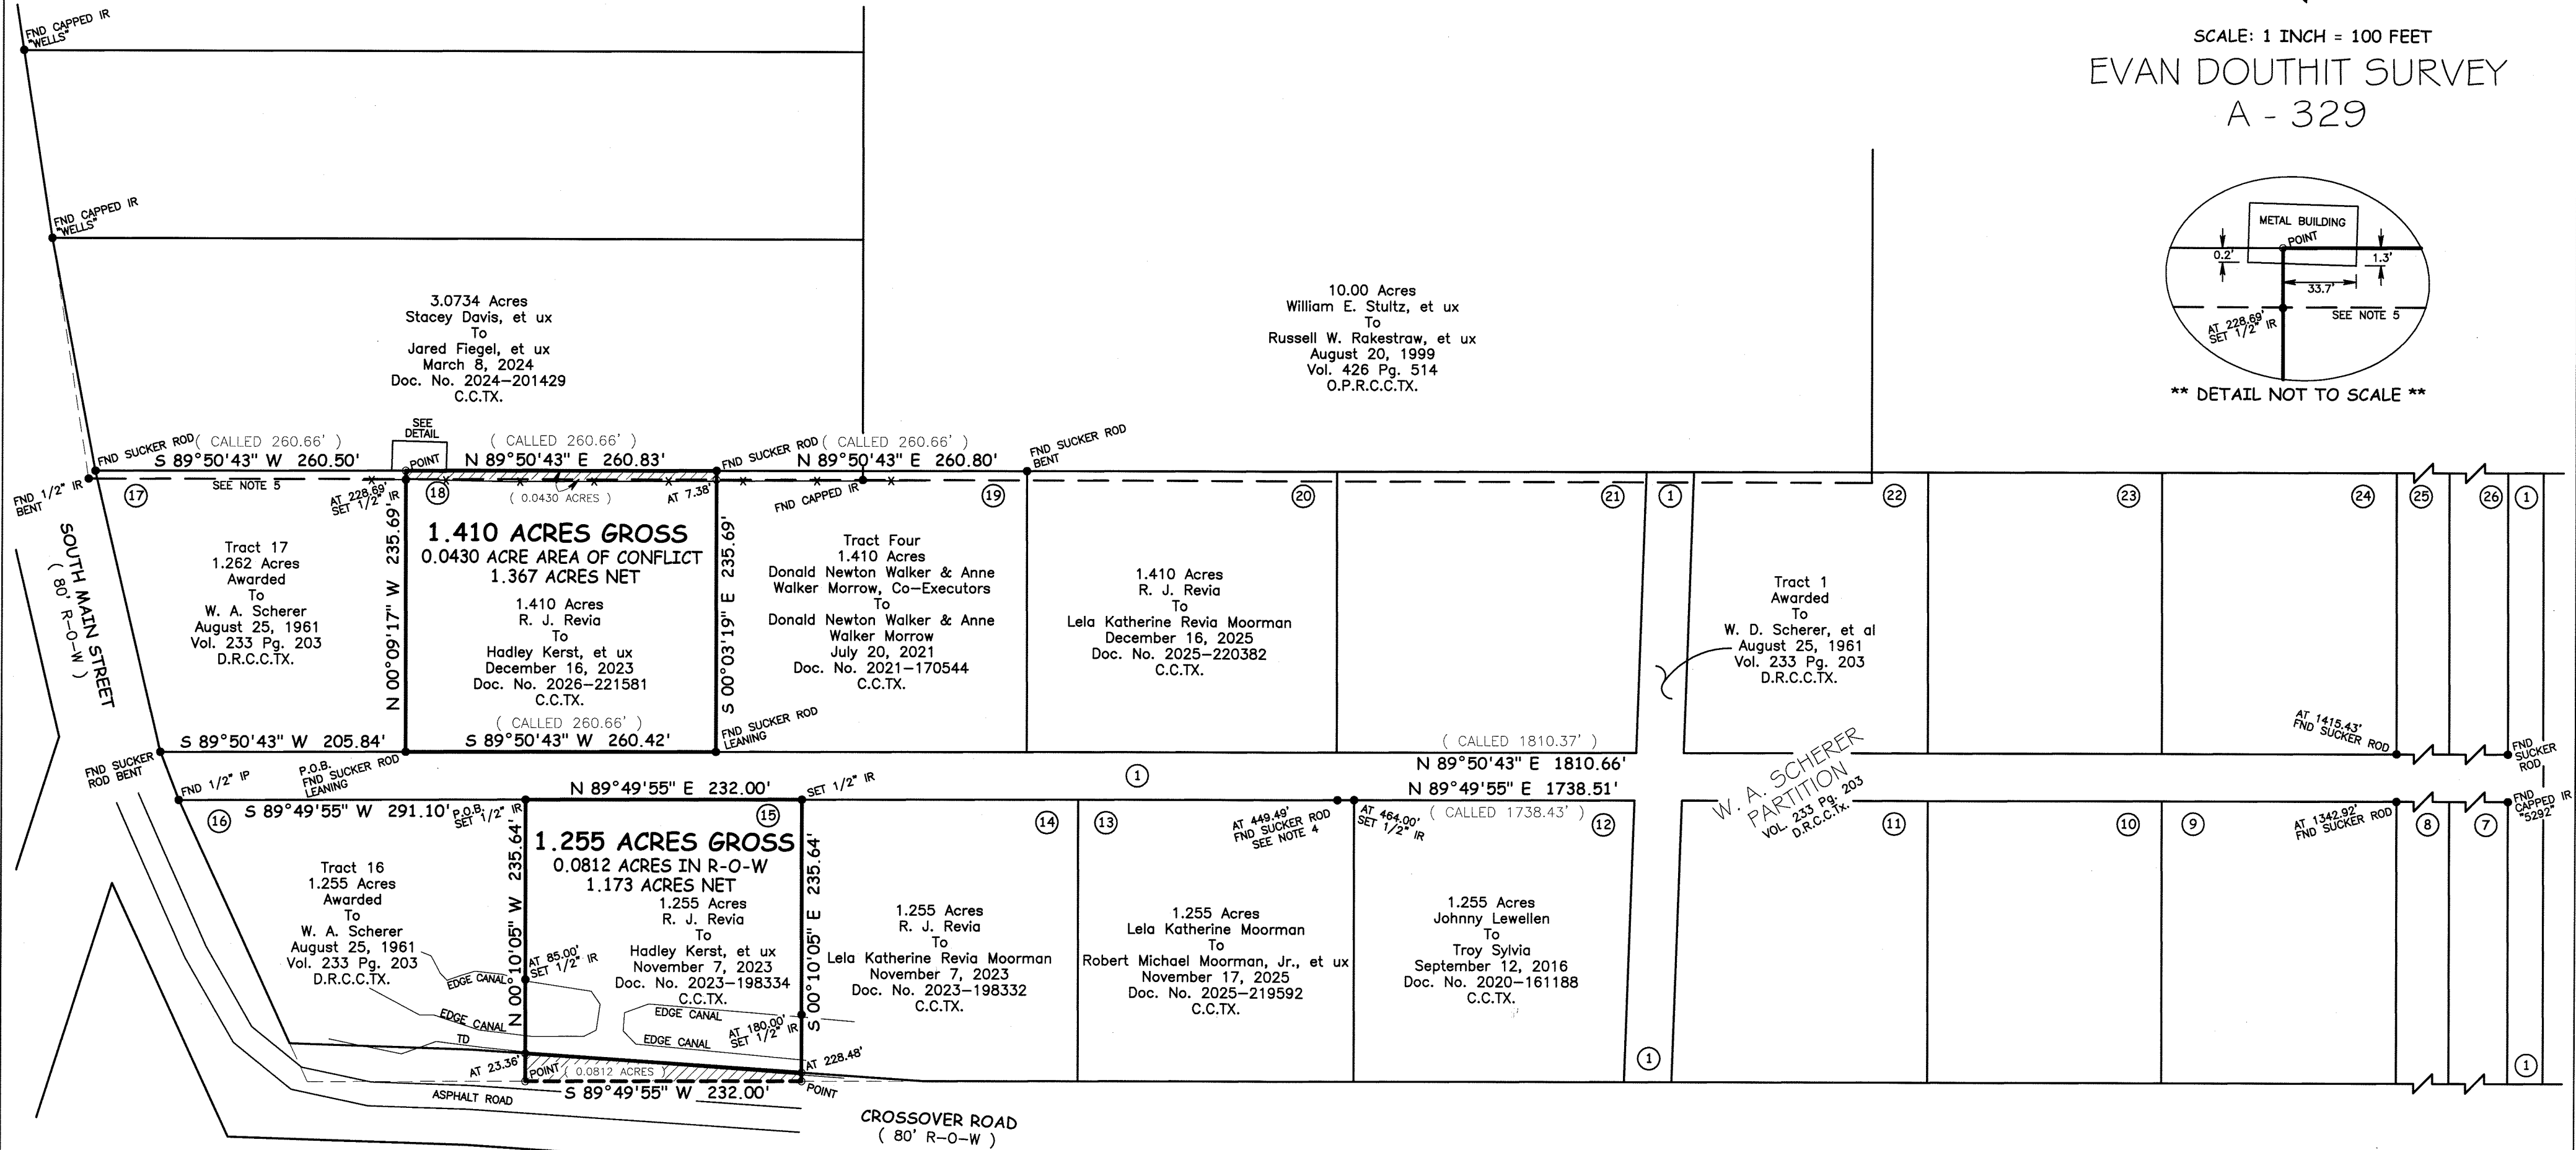 SCALE: 1 INCH = 100 FEET
EVAN DOUTHIT SURVEY
A - 329
FND CAPPED IR
"WELLS"
FND CAPPED IR
"WELLS"
METAL BUILDING
POINT
0.2'
1.3'
33.7'
AT 228.69'
SET 1/2" IR
SEE NOTE 5
** DETAIL NOT TO SCALE **
3.0734 Acres
Stacey Davis, et ux
To
Jared Fiegel, et ux
March 8, 2024
Doc. No. 2024-201429
C.C.TX.
10.00 Acres
William E. Stultz, et ux
To
Russell W. Rakestraw, et ux
August 20, 1999
Vol. 426 Pg. 514
O.P.R.C.C.TX.
FND SUCKER ROD
( CALLED 260.66' )
S 89°50'43" W 260.50'
SEE
DETAIL
POINT
( CALLED 260.66' )
N 89°50'43" E 260.83'
FND SUCKER ROD
( CALLED 260.66' )
N 89°50'43" E 260.80'
FND SUCKER ROD
BENT
FND 1/2" IR
BENT
17
SEE NOTE 5
AT 228.69'
SET 1/2" IR
18
( 0.0430 ACRES )
AT 7.38'
FND CAPPED IR
19
20
21
1
22
23
24
25
26
1
SOUTH MAIN STREET
( 80' R-O-W )
Tract 17
1.262 Acres
Awarded
To
W. A. Scherer
August 25, 1961
Vol. 233 Pg. 203
D.R.C.C.TX.
N 00°09'17" W 235.69'
1.410 ACRES GROSS
0.0430 ACRE AREA OF CONFLICT
1.367 ACRES NET
1.410 Acres
R. J. Revia
To
Hadley Kerst, et ux
December 16, 2023
Doc. No. 2026-221581
C.C.TX.
( CALLED 260.66' )
S 89°50'43" W 260.42'
S 00°03'19" E 235.69'
Tract Four
1.410 Acres
Donald Newton Walker & Anne
Walker Morrow, Co-Executors
To
Donald Newton Walker & Anne
Walker Morrow
July 20, 2021
Doc. No. 2021-170544
C.C.TX.
1.410 Acres
R. J. Revia
To
Lela Katherine Revia Moorman
December 16, 2025
Doc. No. 2025-220382
C.C.TX.
Tract 1
Awarded
To
W. D. Scherer, et al
August 25, 1961
Vol. 233 Pg. 203
D.R.C.C.TX.
S 89°50'43" W 205.84'
FND SUCKER ROD
LEANING
FND SUCKER
ROD BENT
P.O.B.
FND SUCKER ROD
LEANING
( CALLED 1810.37' )
N 89°50'43" E 1810.66'
1
AT 1415.43'
FND SUCKER ROD
FND
SUCKER
ROD
W. A. SCHERER
PARTITION
VOL. 233 Pg. 203
D.R.C.C.Tx.
FND 1/2" IP
N 89°49'55" E 232.00'
SET 1/2" IR
N 89°49'55" E 1738.51'
( CALLED 1738.43' )
16
S 89°49'55" W 291.10'
P.O.B.
SET 1/2" IR
15
14
13
AT 449.49'
FND SUCKER ROD
SEE NOTE 4
AT 464.00'
SET 1/2" IR
12
11
10
9
AT 1342.92'
FND SUCKER ROD
8
7
FND
CAPPED IR
"5292"
Tract 16
1.255 Acres
Awarded
To
W. A. Scherer
August 25, 1961
Vol. 233 Pg. 203
D.R.C.C.TX.
N 00°10'05" W 235.64'
1.255 ACRES GROSS
0.0812 ACRES IN R-O-W
1.173 ACRES NET
1.255 Acres
R. J. Revia
To
Hadley Kerst, et ux
November 7, 2023
Doc. No. 2023-198334
C.C.TX.
S 00°10'05" E 235.64'
1.255 Acres
R. J. Revia
To
Lela Katherine Revia Moorman
November 7, 2023
Doc. No. 2023-198332
C.C.TX.
1.255 Acres
Lela Katherine Moorman
To
Robert Michael Moorman, Jr., et ux
November 17, 2025
Doc. No. 2025-219592
C.C.TX.
1.255 Acres
Johnny Lewellen
To
Troy Sylvia
September 12, 2016
Doc. No. 2020-161188
C.C.TX.
AT 85.00'
SET 1/2" IR
EDGE CANAL
EDGE CANAL
TD
EDGE CANAL
EDGE CANAL
AT 180.00'
SET 1/2" IR
AT 23.36'
POINT
( 0.0812 ACRES )
AT 228.48'
POINT
1
1
ASPHALT ROAD
S 89°49'55" W 232.00'
CROSSOVER ROAD
( 80' R-O-W )